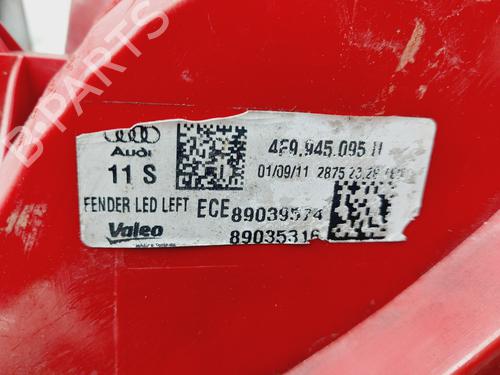 B-PARTS
Audi
11 S
4F9.945.095
01/09/11 2875
FENDER LED LEFT ECE 89039574
Valeo 89035316